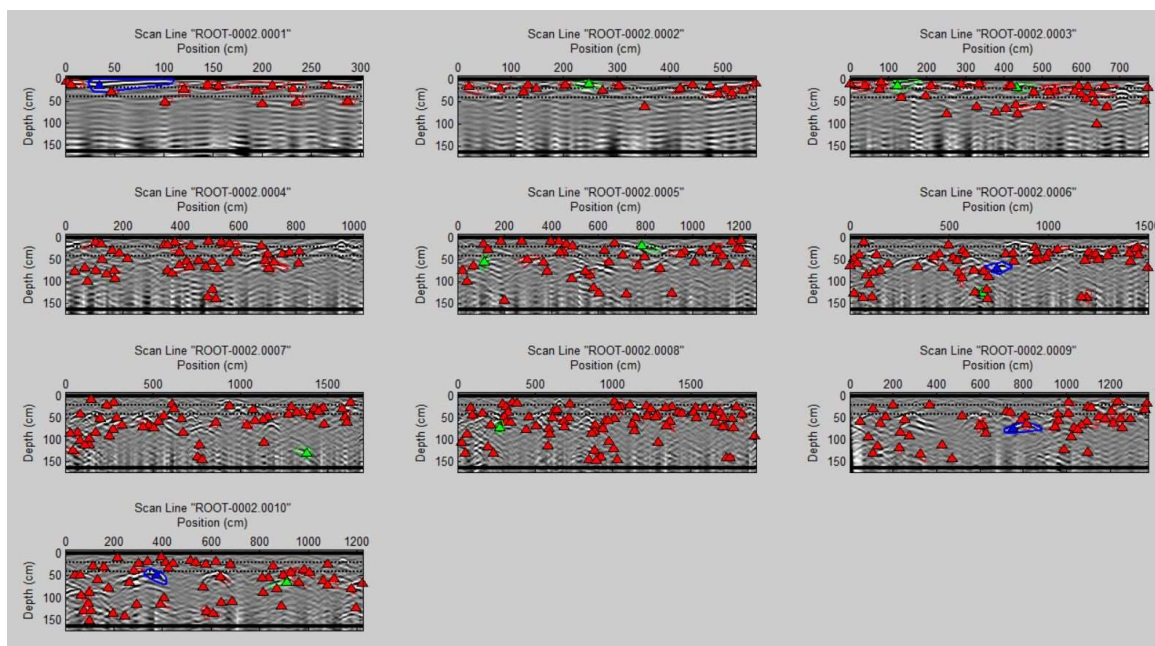 Scan Line "ROOT-0002.0001"
Position (cm)
0 50 100 150 200 250 300
Depth (cm)
0
50
100
150
Scan Line "ROOT-0002.0002"
Position (cm)
0 100 200 300 400 500
Depth (cm)
0
50
100
150
Scan Line "ROOT-0002.0003"
Position (cm)
0 100 200 300 400 500 600 700
Depth (cm)
0
50
100
150
Scan Line "ROOT-0002.0004"
Position (cm)
0 200 400 600 800 1000
Depth (cm)
0
50
100
150
Scan Line "ROOT-0002.0005"
Position (cm)
0 200 400 600 800 1000 1200
Depth (cm)
0
50
100
150
Scan Line "ROOT-0002.0006"
Position (cm)
0 500 1000 1500
Depth (cm)
0
50
100
150
Scan Line "ROOT-0002.0007"
Position (cm)
0 500 1000 1500
Depth (cm)
0
50
100
150
Scan Line "ROOT-0002.0008"
Position (cm)
0 500 1000 1500
Depth (cm)
0
50
100
150
Scan Line "ROOT-0002.0009"
Position (cm)
0 200 400 600 800 1000 1200
Depth (cm)
0
50
100
150
Scan Line "ROOT-0002.0010"
Position (cm)
0 200 400 600 800 1000 1200
Depth (cm)
0
50
100
150